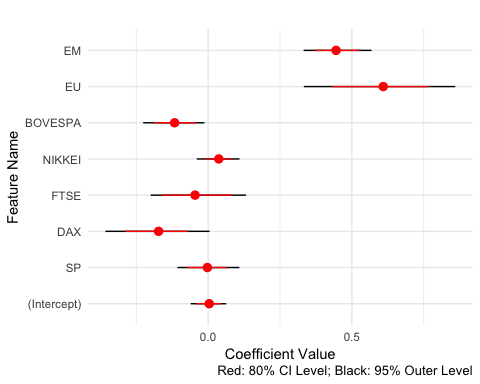 EM
EU
BOVESPA
NIKKEI
FTSE
DAX
SP
(Intercept)
Feature Name
0.0 0.5
Coefficient Value
Red: 80% CI Level; Black: 95% Outer Level